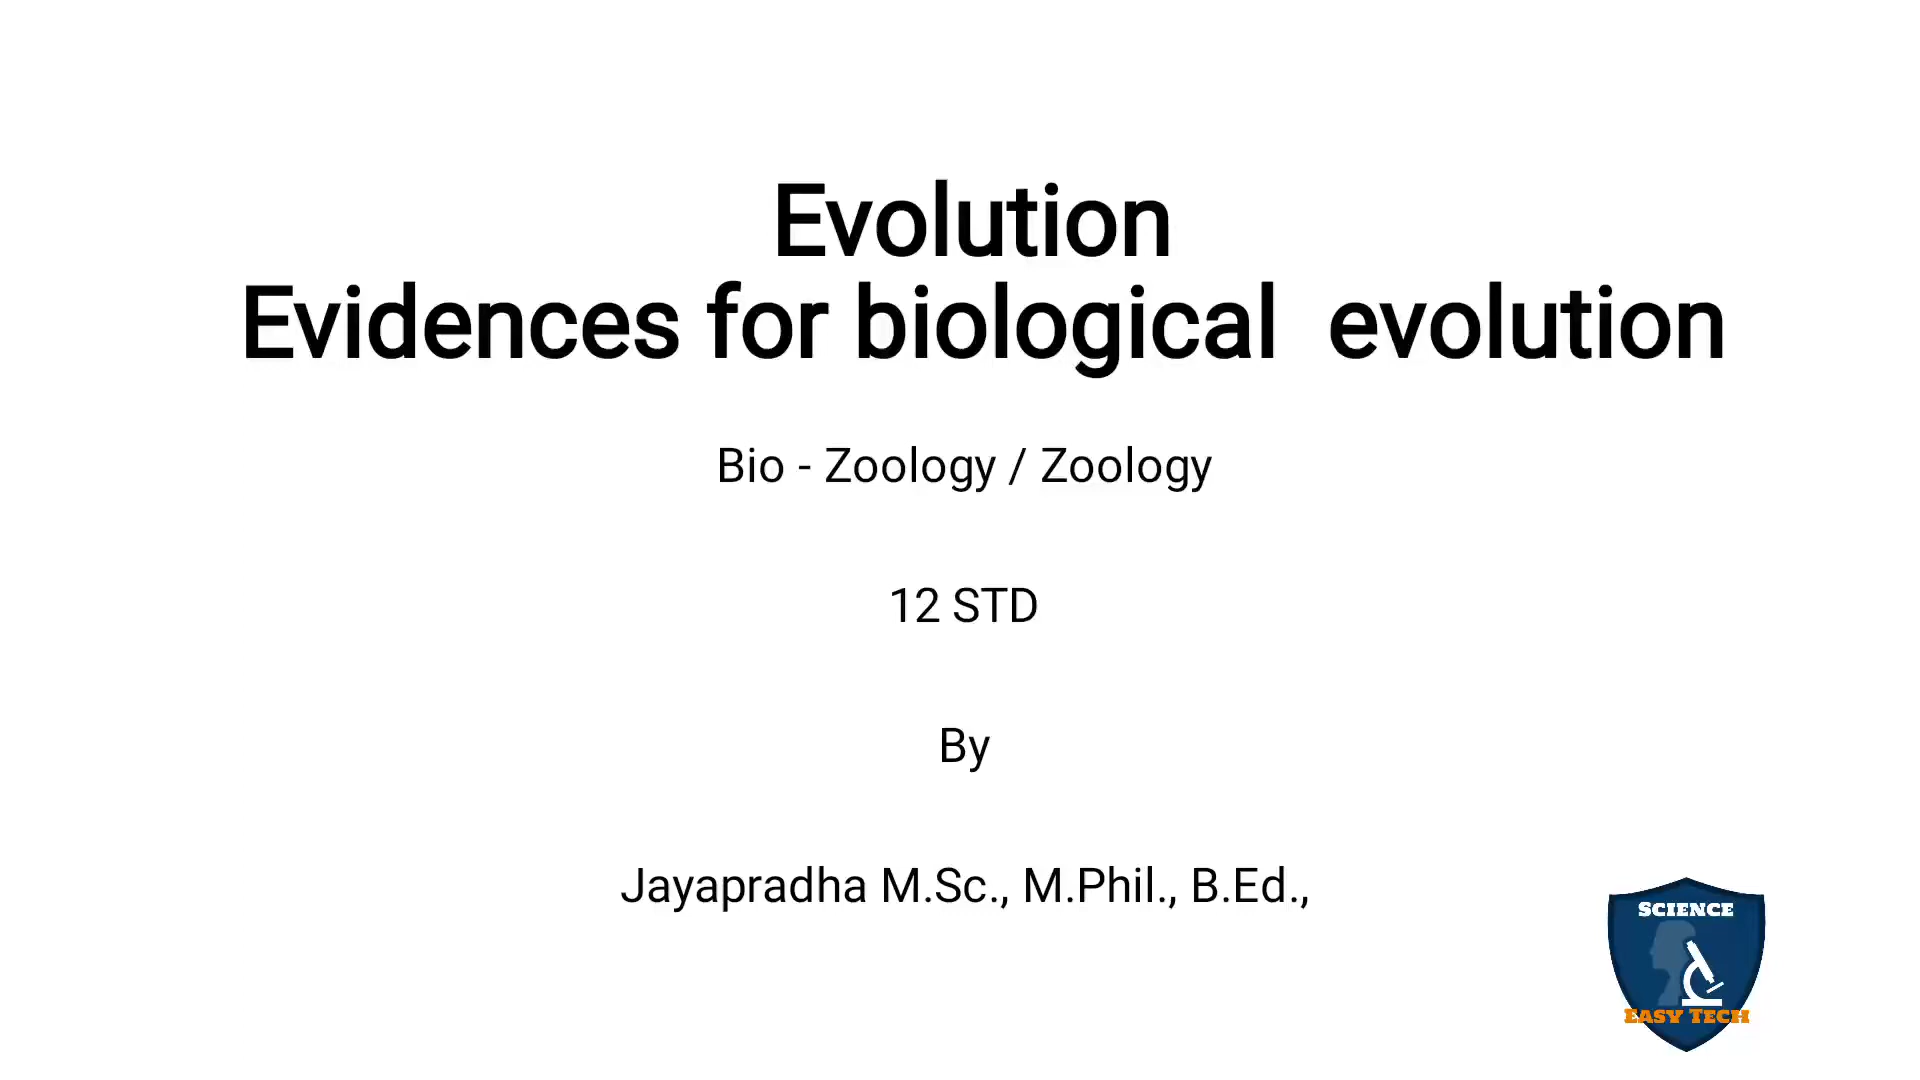 Evolution
Evidences for biological  evolution
Bio - Zoology / Zoology
12 STD
By
Jayapradha M.Sc., M.Phil., B.Ed.,
SCIENCE
EASY TECH